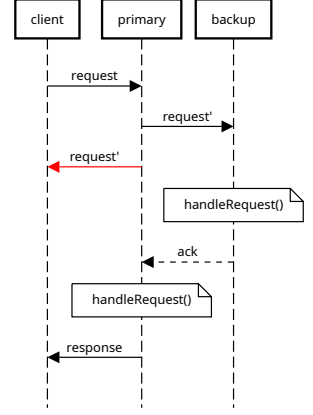 client primary backup
request
request'
request'
handleRequest()
ack
handleRequest()
response